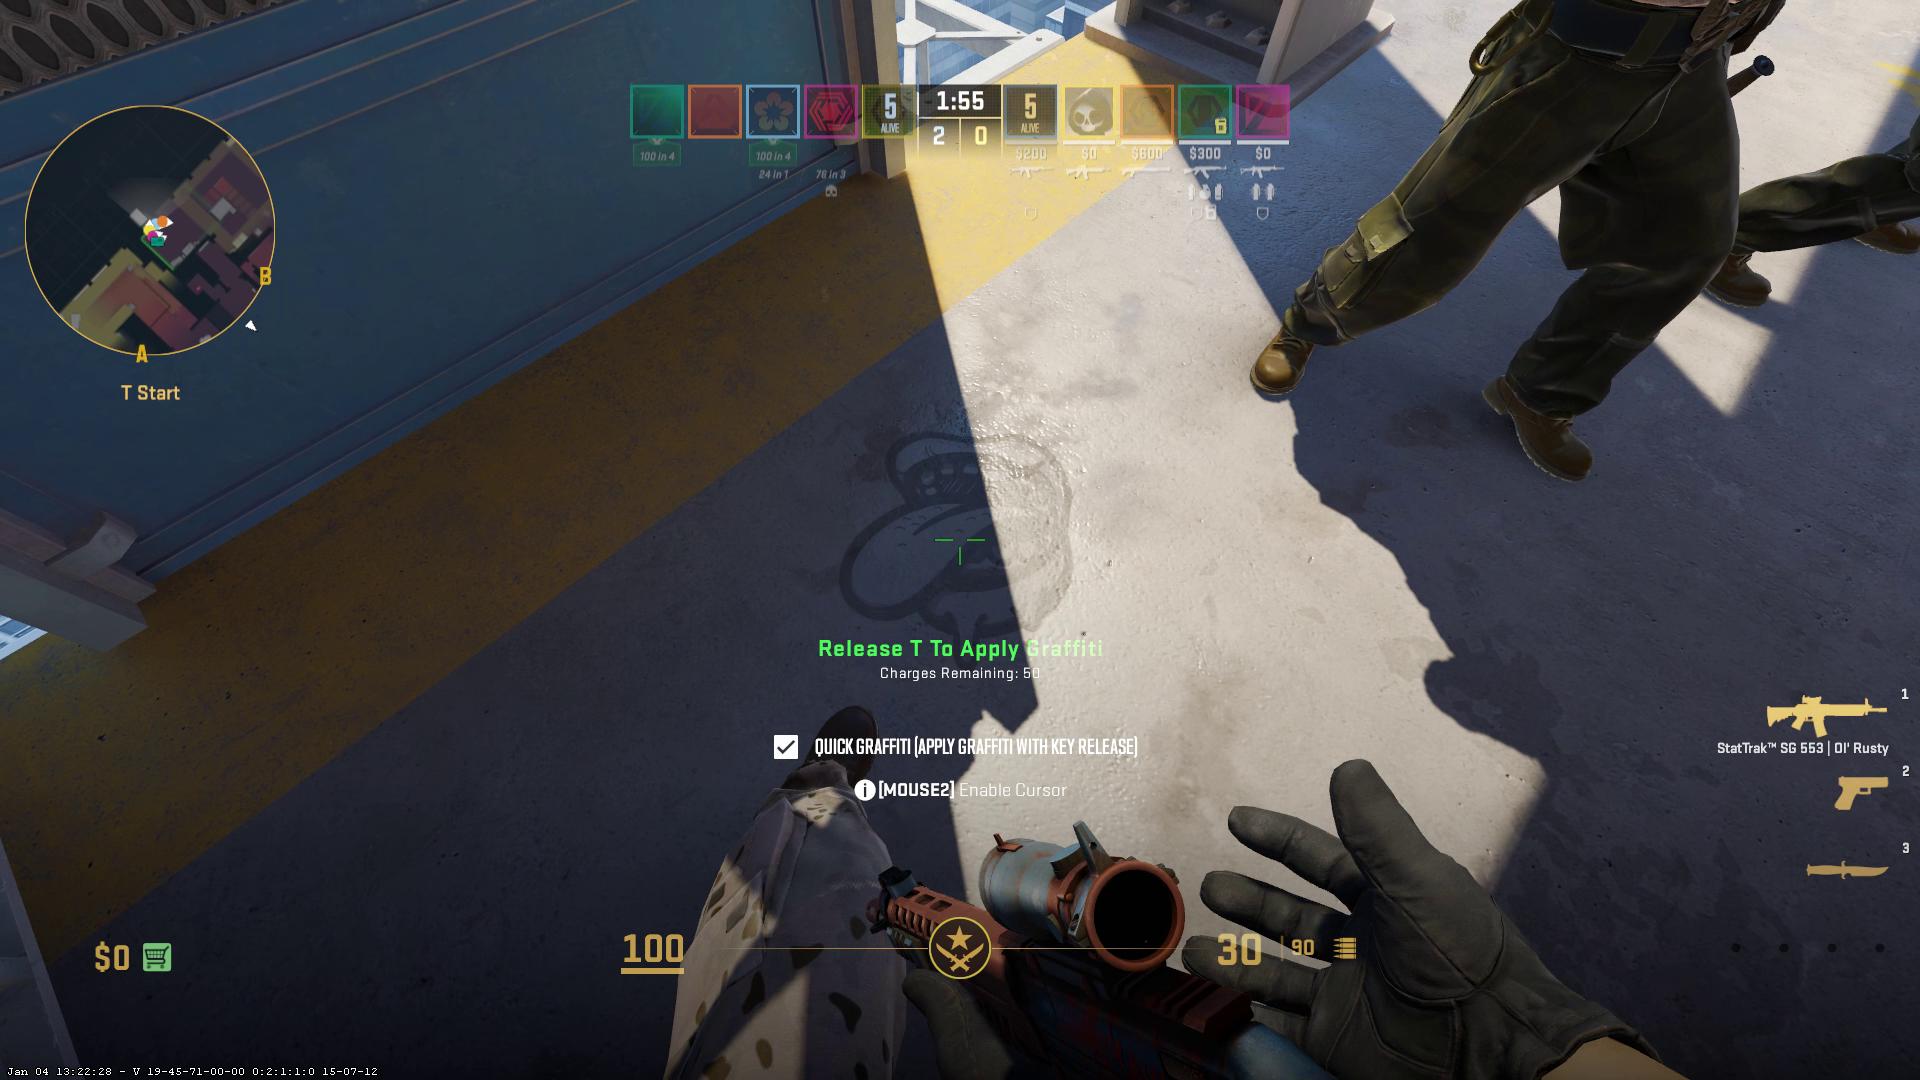 5 ALIVE 1:55 5 ALIVE
2 0
100 in 4 100 in 4 $200 $0 $600 $300 $0
24 in 1 76 in 3
B
A
T Start
Release T To Apply Graffiti
Charges Remaining: 50
QUICK GRAFFITI (APPLY GRAFFITI WITH KEY RELEASE)
[MOUSE2] Enable Cursor
1
StatTrak™ SG 553 | Ol' Rusty
2
3
$0 100 30 | 90
Jan 04 13:22:28 - V 19-45-71-00-00 0:2:1:1:0 15-07-12